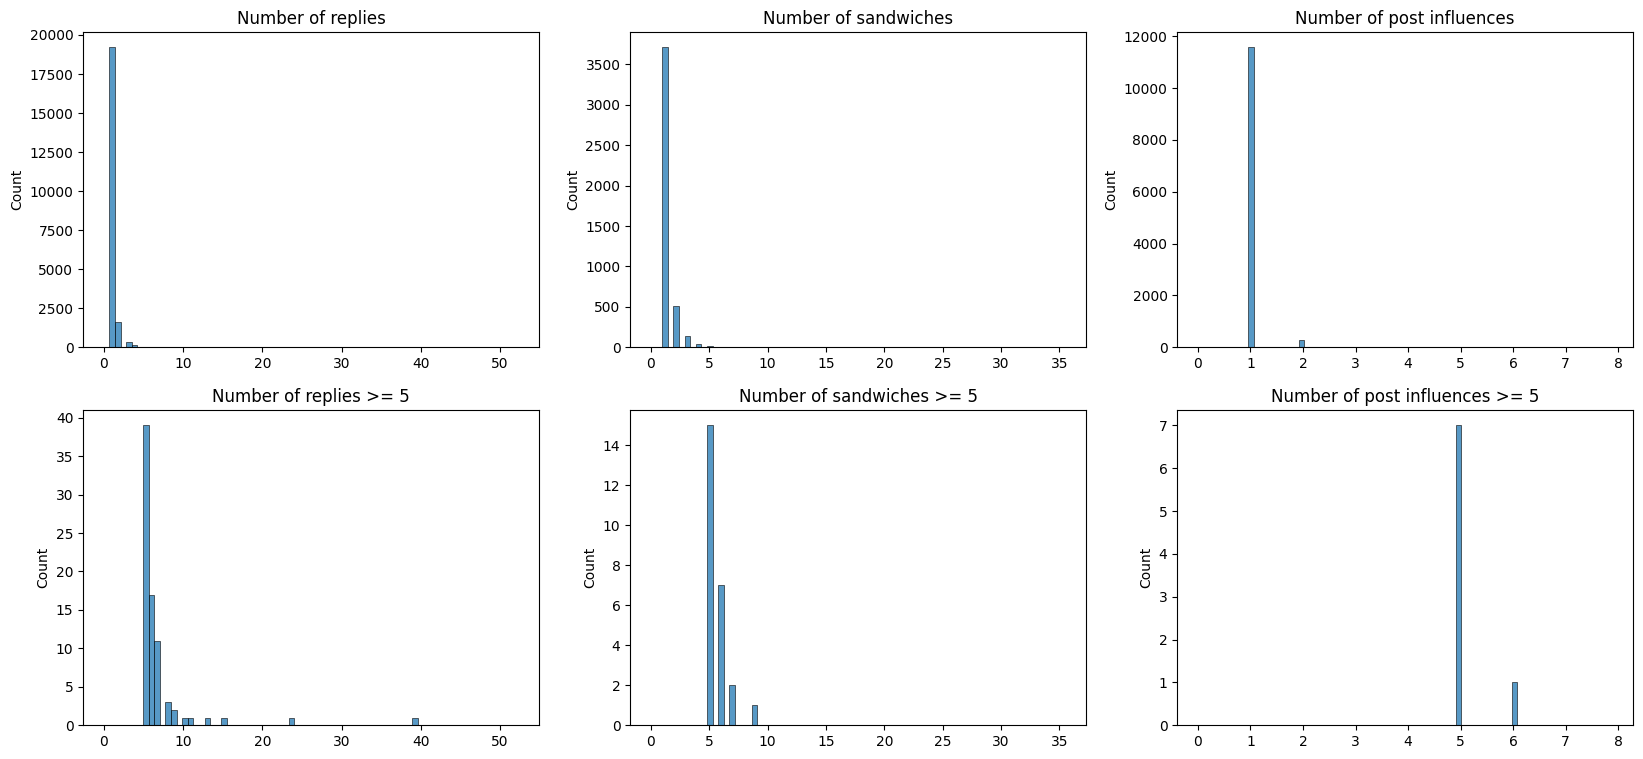 Number of replies
Count
20000
17500
15000
12500
10000
7500
5000
2500
0
0 10 20 30 40 50
Number of sandwiches
Count
3500
3000
2500
2000
1500
1000
500
0
0 5 10 15 20 25 30 35
Number of post influences
Count
12000
10000
8000
6000
4000
2000
0
0 1 2 3 4 5 6 7 8
Number of replies >= 5
Count
40
35
30
25
20
15
10
5
0
0 10 20 30 40 50
Number of sandwiches >= 5
Count
14
12
10
8
6
4
2
0
0 5 10 15 20 25 30 35
Number of post influences >= 5
Count
7
6
5
4
3
2
1
0
0 1 2 3 4 5 6 7 8